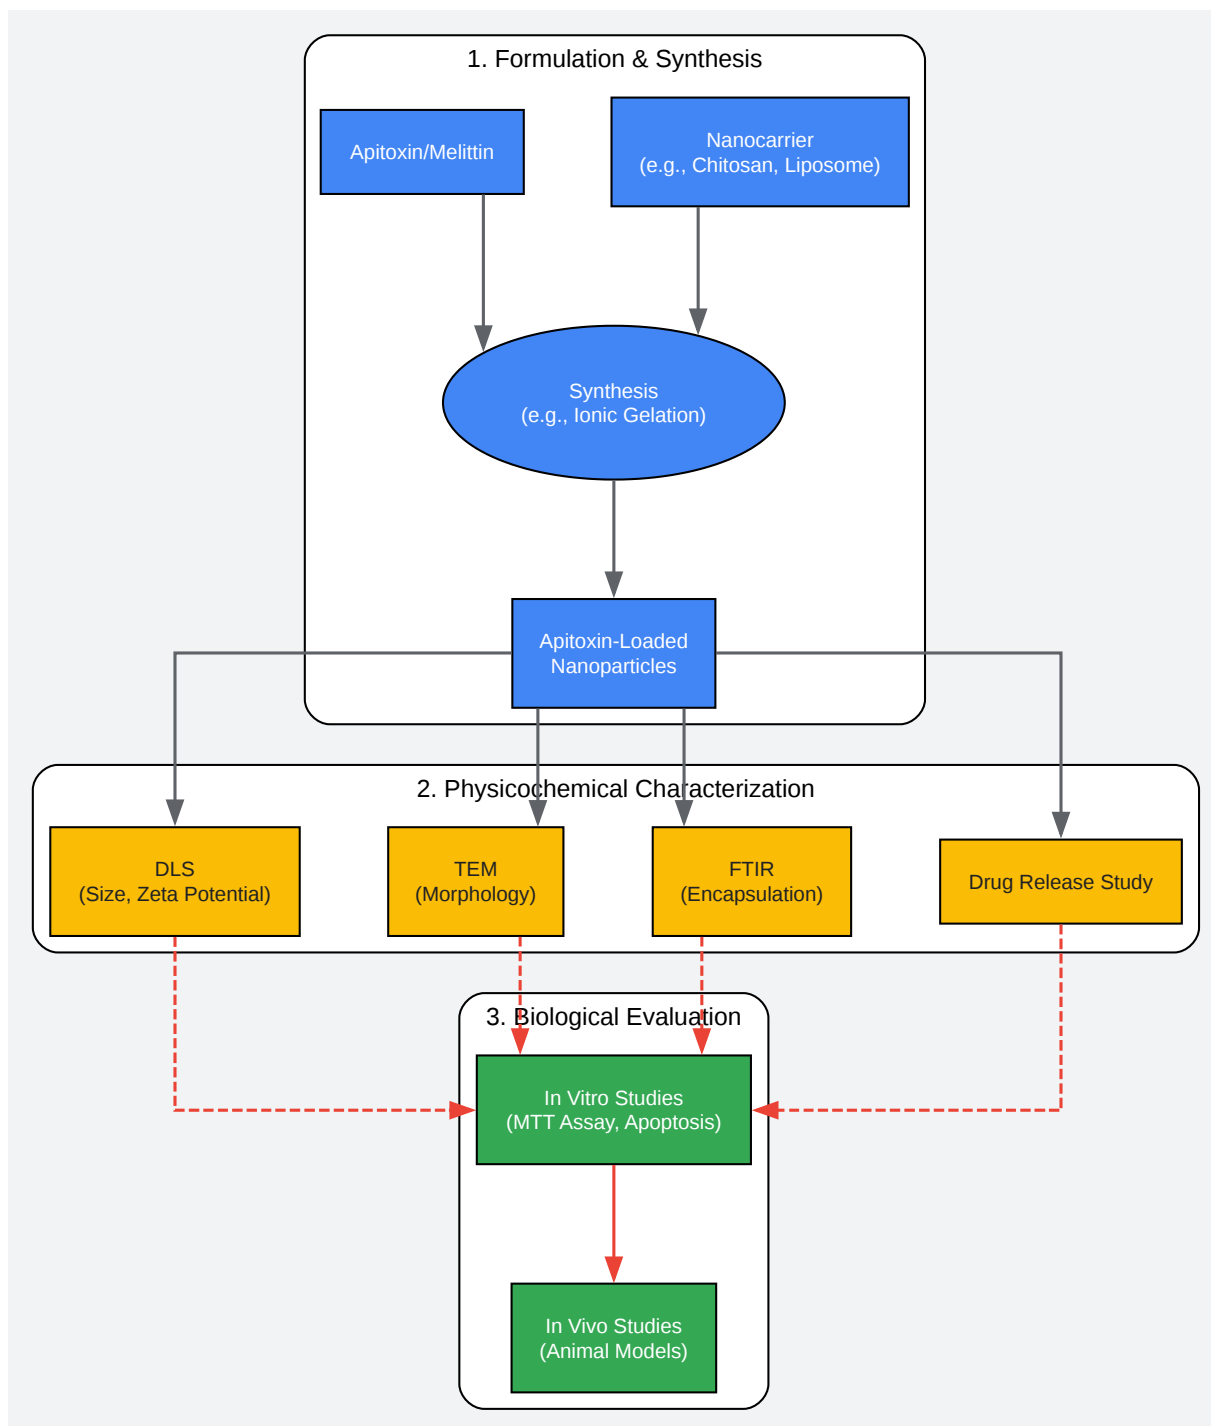 1. Formulation & Synthesis
Apitoxin/Melittin
Nanocarrier
(e.g., Chitosan, Liposome)
Synthesis
(e.g., Ionic Gelation)
Apitoxin-Loaded
Nanoparticles
2. Physicochemical Characterization
DLS
(Size, Zeta Potential)
TEM
(Morphology)
FTIR
(Encapsulation)
Drug Release Study
3. Biological Evaluation
In Vitro Studies
(MTT Assay, Apoptosis)
In Vivo Studies
(Animal Models)